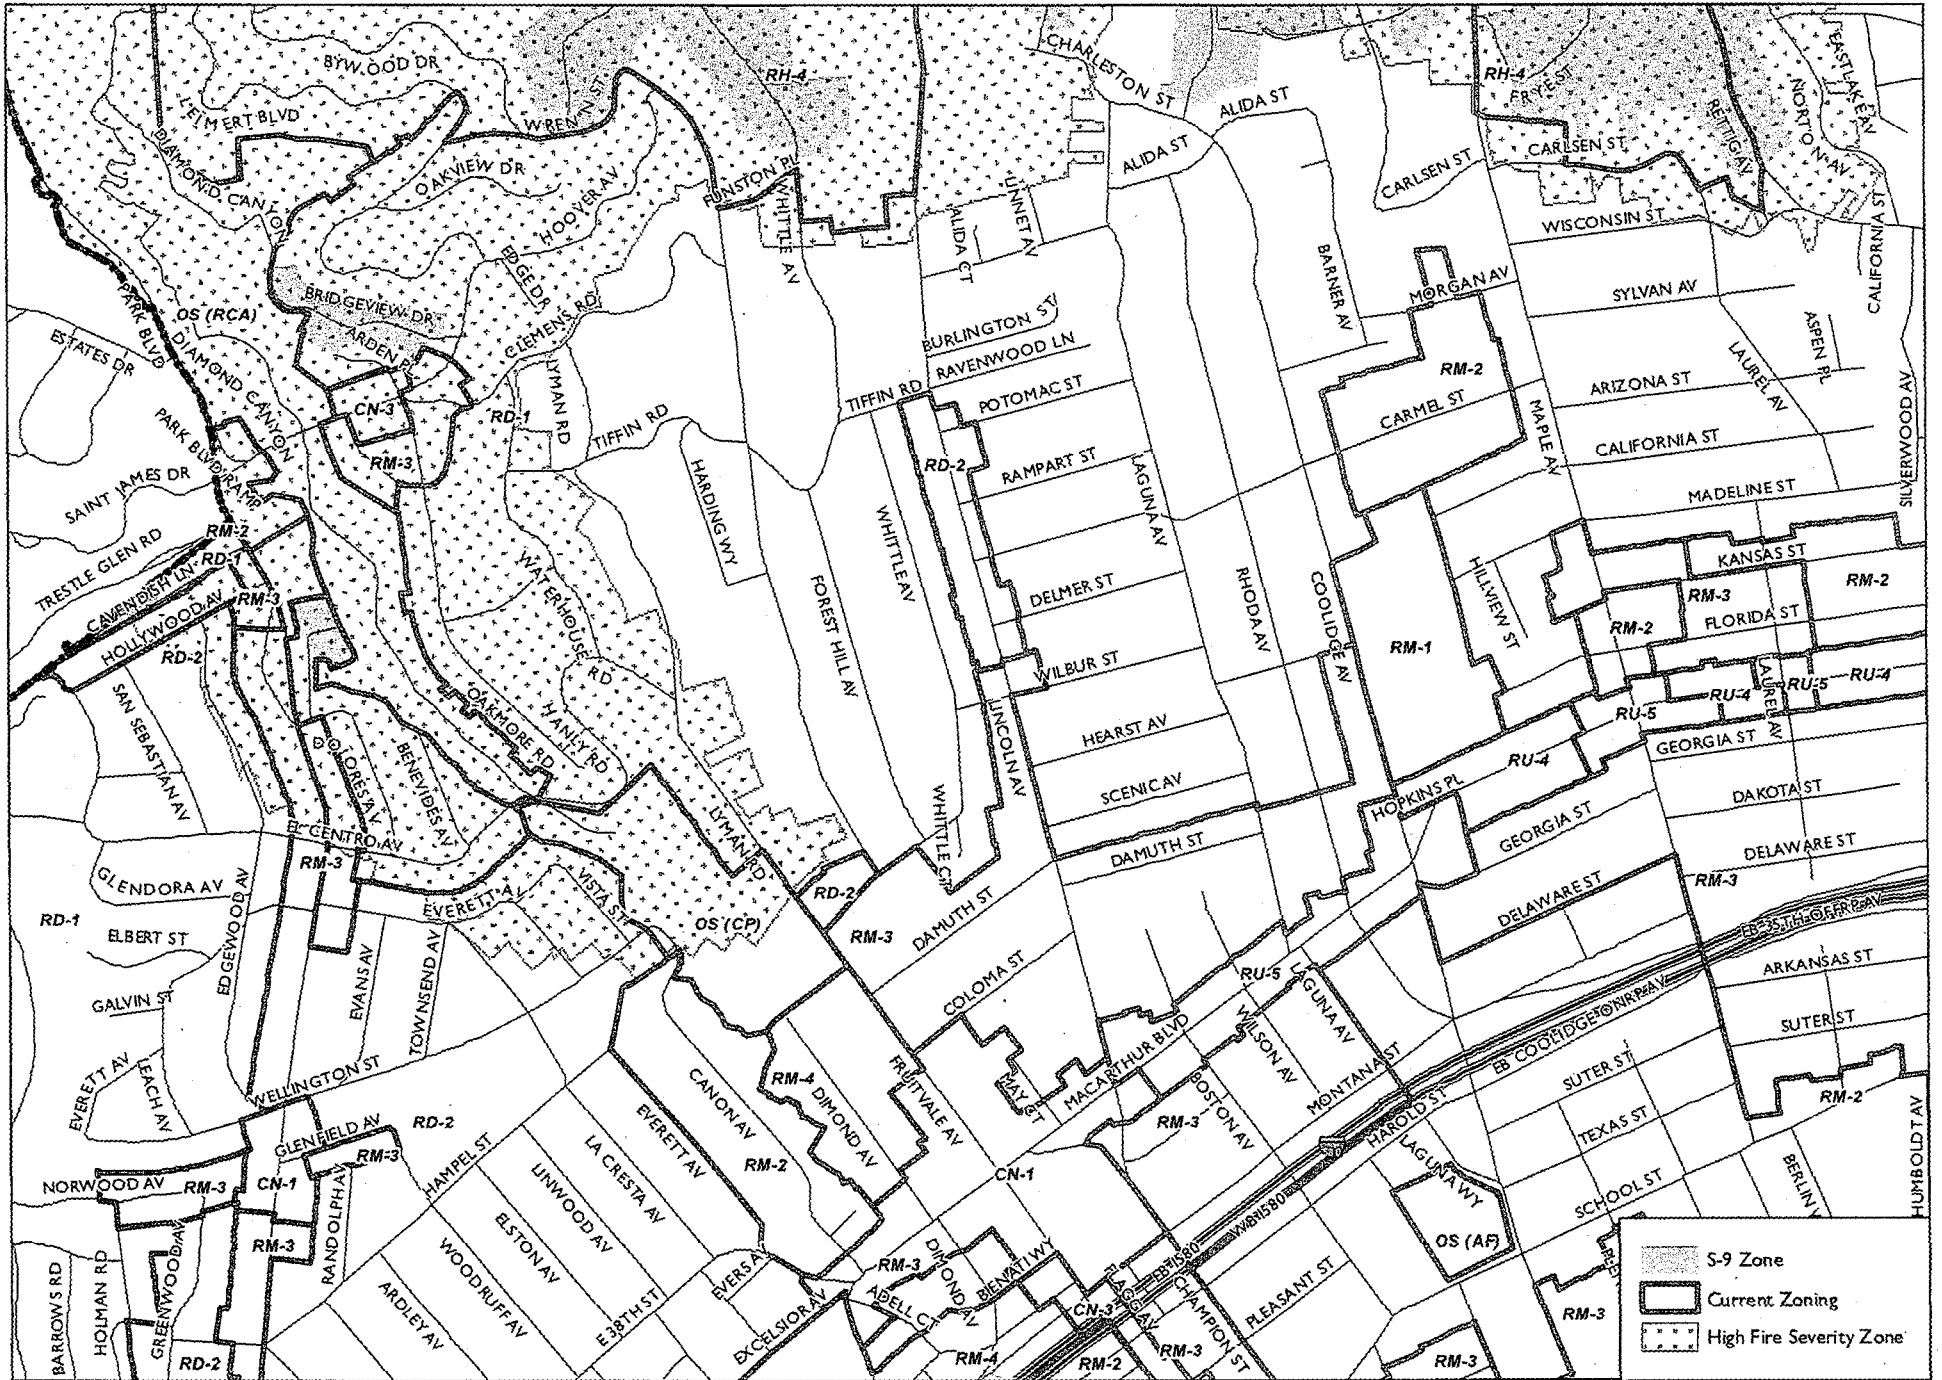 CHARLESTON ST
EASTLAKE AV
BYWOOD DR
RH-4
RH-4
FRYE ST
NORTON AV
LEIMERT BLVD
WRENN ST
ALIDA ST
RETTIG AV
DIAMOND CANYON
OAKVIEW DR
HOOVER AV
FUNSTON PL
WHITTLE AV
ALIDA ST
CARLSEN ST
CARLSEN ST
LINNET AV
ALIDA CT
WISCONSIN ST
CALIFORNIA ST
EDGE DR
BARNER AV
MORGAN AV
SYLVAN AV
PARK BLVD
OS (RCA)
BRIDGEVIEW DR
ARDEN PL
CLEMENS RD
BURLINGTON ST
RAVENWOOD LN
ESTATES DR
DIAMOND CANYON
LYMAN RD
ASPEN PL
LAUREL AV
RM-2
CN-3
RD-1
TIFFIN RD
TIFFIN RD
POTOMAC ST
ARIZONA ST
CARMEL ST
MAPLE AV
SILVERWOOD AV
PARK BLVD RAMP
RM-3
HARDING WY
RD-2
RAMPART ST
LAGUNA AV
CALIFORNIA ST
SAINT JAMES DR
MADELINE ST
TRESTLE GLEN RD
RM-2
RD-1
WHITTLE AV
KANSAS ST
RM-2
CAVENDISH LN
HOLLYWOOD AV
RM-3
WATERHOUSE RD
FOREST HILL AV
DELMER ST
RHODA AV
COOLIDGE AV
HILLVIEW ST
RM-3
FLORIDA ST
RM-2
RM-1
RD-2
WILBUR ST
SAN SEBASTIAN AV
OAKMORE RD
HANLY RD
LINCOLN AV
LAUREL AV
RU-4
RU-5
RU-4
RU-5
DOLORES AV
BENEVIDES AV
HEARST AV
GEORGIA ST
RU-4
SCENIC AV
HOPKINS PL
DAKOTA ST
WHITTLE CT
EL CENTRO AV
LYMAN RD
DAMUTH ST
GEORGIA ST
DELAWARE ST
RM-3
GLENDORA AV
EDGEWOOD AV
EVERETT AV
VISTA ST
RD-2
DAMUTH ST
DELAWARE ST
RM-3
RD-1
ELBERT ST
OS (CP)
RM-3
EB 35TH OFFRP AV
EVANS AV
TOWNSEND AV
COLOMA ST
RU-5
LAGUNA AV
ARKANSAS ST
GALVIN ST
MACARTHUR BLVD
WILSON AV
EB COOLIDGE ONRP AV
SUTER ST
EVERETT AV
LEACH AV
WELLINGTON ST
CANON AV
RM-4
DIMOND AV
FRUITVALE AV
MAY CT
BOSTON AV
MONTANA ST
SUTER ST
RM-2
GLENFIELD AV
RD-2
RM-3
HAMPEL ST
EVERETT AV
RM-3
HAROLD ST
TEXAS ST
HUMBOLDT AV
NORWOOD AV
RM-3
CN-1
LA CRESTA AV
RM-2
CN-1
LAGUNA WY
BERLIN
LINWOOD AV
SCHOOL ST
RANDOLPH AV
RM-3
GREENWOOD AV
ELSTON AV
WOODRUFF AV
WB I580
OS (AF)
HOLMAN RD
BARROWS RD
ARDLEY AV
E 38TH ST
EVERS AV
EXCELSIOR AV
RM-3
DIMOND AV
BIENATI WY
ADELL CT
EB I580
CHAMPION ST
PLEASANT ST
CN-3
RD-2
RM-4
RM-2
RM-3
RM-3
RM-3
S-9 Zone
Current Zoning
High Fire Severity Zone